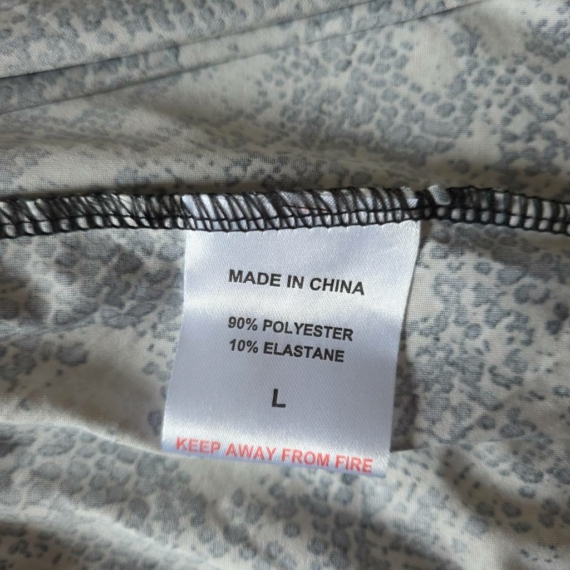 MADE IN CHINA
90% POLYESTER
10% ELASTANE
L
KEEP AWAY FROM FIRE